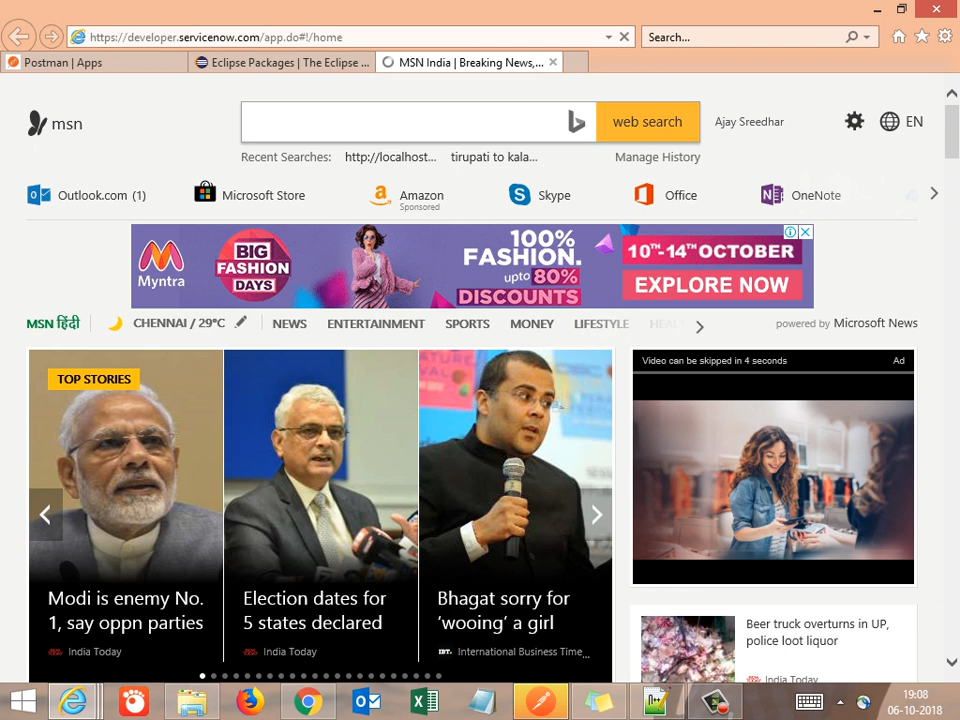 https://developer.servicenow.com/app.do#!/home
Search...
Postman | Apps
Eclipse Packages | The Eclipse ...
MSN India | Breaking News,...
msn
web search
Ajay Sreedhar
EN
Recent Searches:
http://localhost...
tirupati to kala...
Manage History
Outlook.com (1)
Microsoft Store
Amazon
Sponsored
Skype
Office
OneNote
Myntra
BIG
FASHION
DAYS
100%
FASHION.
upto 80%
DISCOUNTS
10TH-14TH OCTOBER
EXPLORE NOW
MSN हिंदी
CHENNAI / 29°C
NEWS
ENTERTAINMENT
SPORTS
MONEY
LIFESTYLE
powered by Microsoft News
TOP STORIES
Modi is enemy No.
1, say oppn parties
India Today
Election dates for
5 states declared
India Today
Bhagat sorry for
‘wooing’ a girl
IBT. International Business Time...
Video can be skipped in 4 seconds
Ad
Beer truck overturns in UP,
police loot liquor
India Today
19:08
06-10-2018